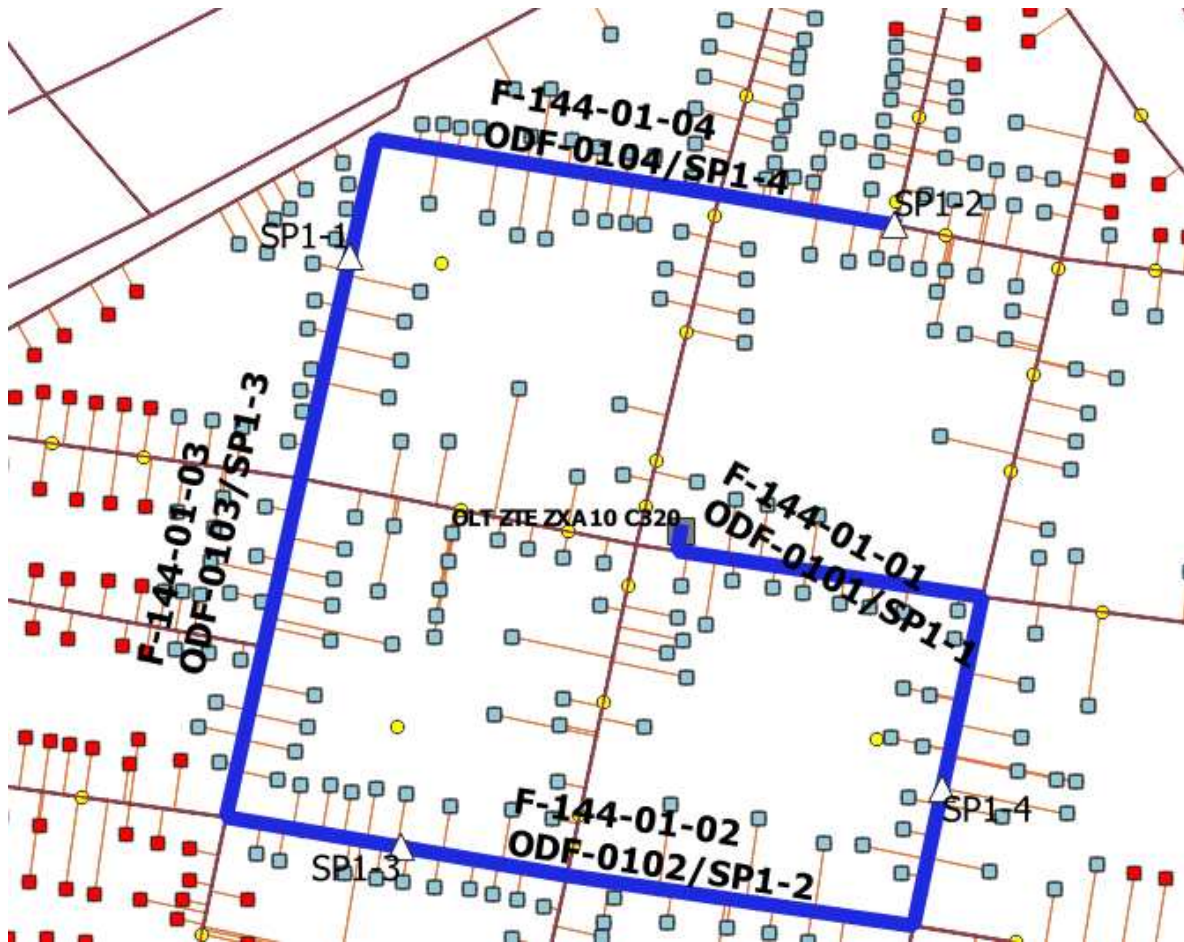 F-144-01-04
ODF-0104/SP1-4
SP1-2
SP1-1
F-144-01-03
ODF-0103/SP1-3
OLT ZTE ZXA10 C320
F-144-01-01
ODF-0101/SP1-1
SP1-4
F-144-01-02
ODF-0102/SP1-2
SP1-3